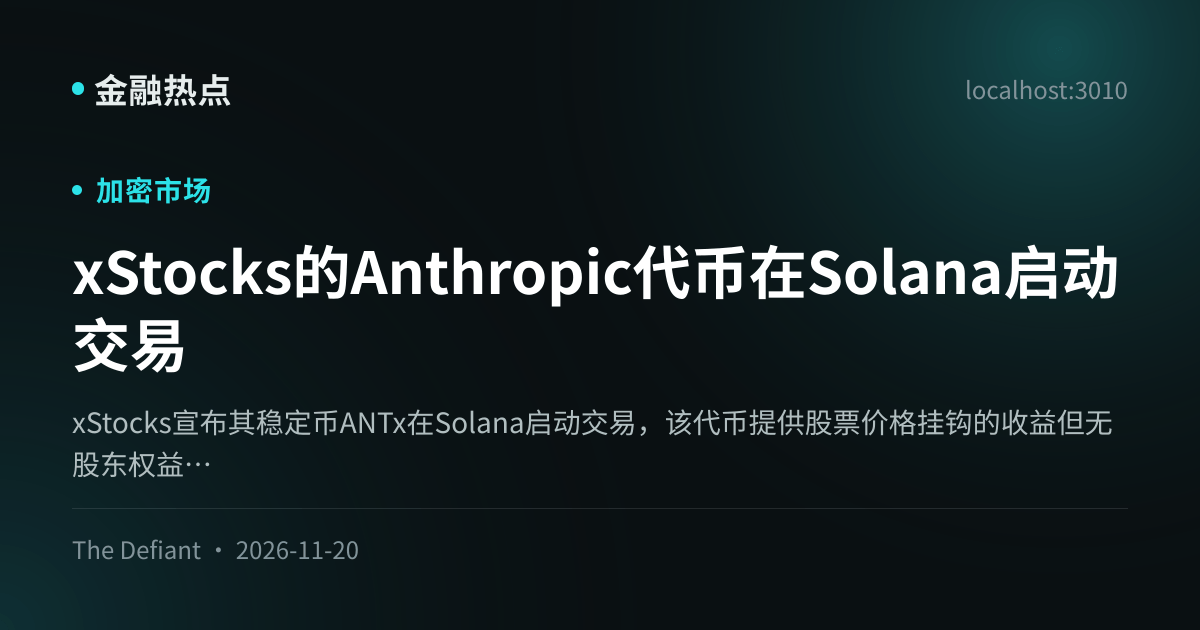 金融热点
localhost:3010
加密市场
xStocks的Anthropic代币在Solana启动
交易
xStocks宣布其稳定币ANTx在Solana启动交易，该代币提供股票价格挂钩的收益但无
股东权益…
The Defiant · 2026-11-20